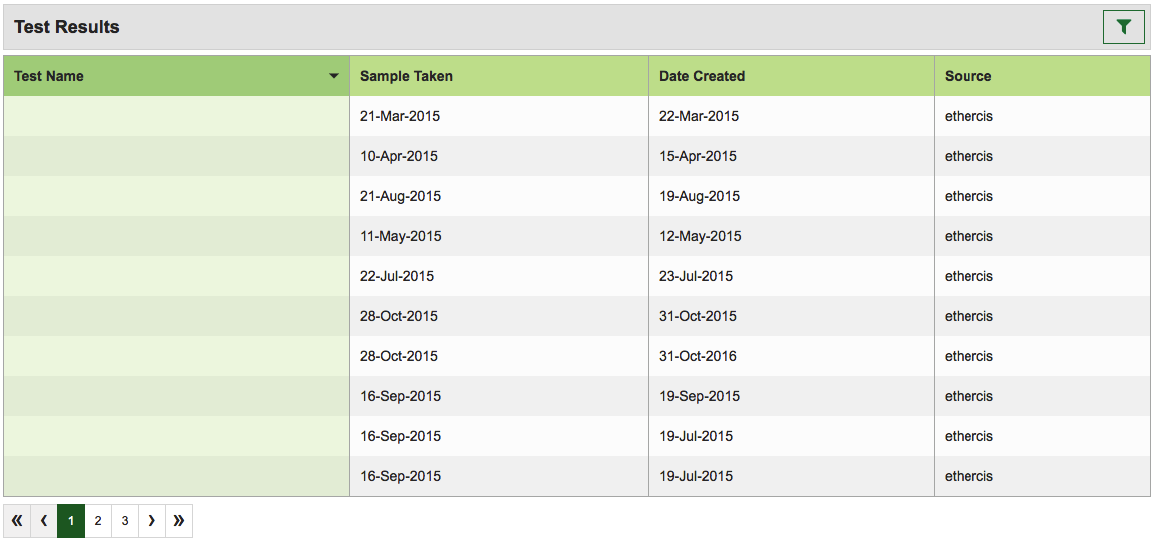 Test Results
Test Name Sample Taken Date Created Source
21-Mar-2015 22-Mar-2015 ethercis
10-Apr-2015 15-Apr-2015 ethercis
21-Aug-2015 19-Aug-2015 ethercis
11-May-2015 12-May-2015 ethercis
22-Jul-2015 23-Jul-2015 ethercis
28-Oct-2015 31-Oct-2015 ethercis
28-Oct-2015 31-Oct-2016 ethercis
16-Sep-2015 19-Sep-2015 ethercis
16-Sep-2015 19-Jul-2015 ethercis
16-Sep-2015 19-Jul-2015 ethercis
« ‹ 1 2 3 › »